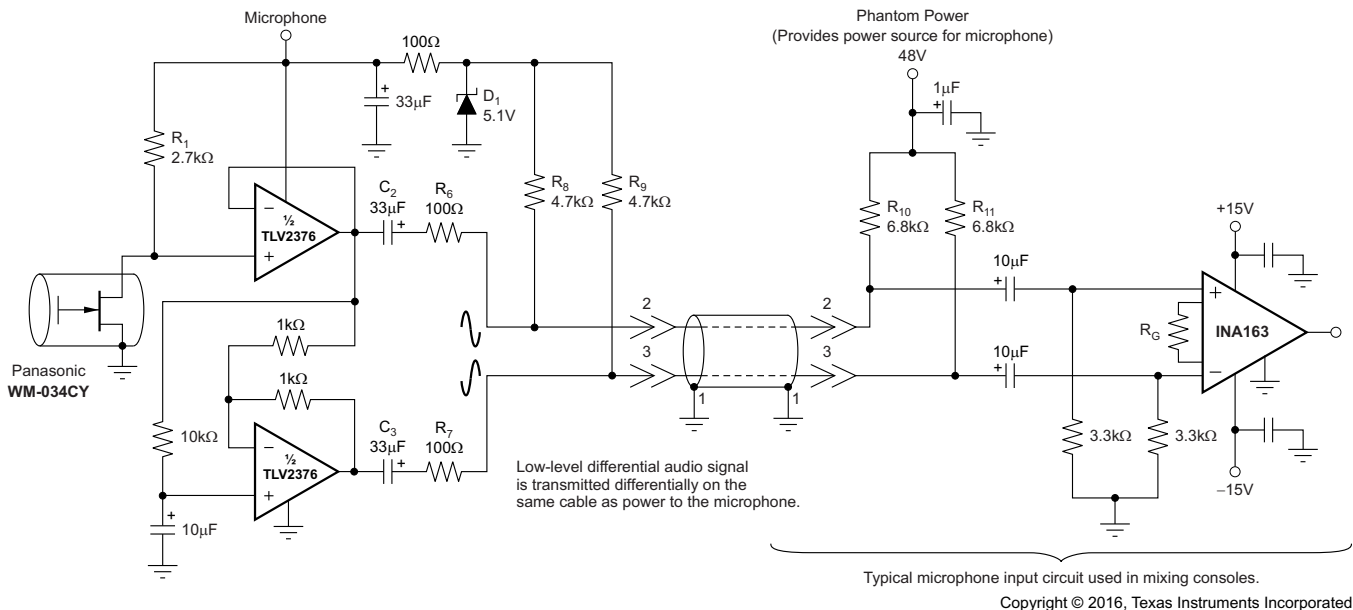 Microphone
Phantom Power
(Provides power source for microphone)
48V
100Ω
+
33μF
D1
5.1V
1μF
+
R1
2.7kΩ
R8
4.7kΩ
R9
4.7kΩ
R10
6.8kΩ
R11
6.8kΩ
+15V
−
½
TLV2376
+
C2
33μF
+
R6
100Ω
10μF
+
+
RG
INA163
−
10μF
+
2
2
3
3
1
1
Panasonic
WM-034CY
1kΩ
1kΩ
10kΩ
−
½
TLV2376
+
C3
33μF
+
R7
100Ω
+
10μF
3.3kΩ
3.3kΩ
−15V
Low-level differential audio signal
is transmitted differentially on the
same cable as power to the microphone.
Typical microphone input circuit used in mixing consoles.
Copyright © 2016, Texas Instruments Incorporated